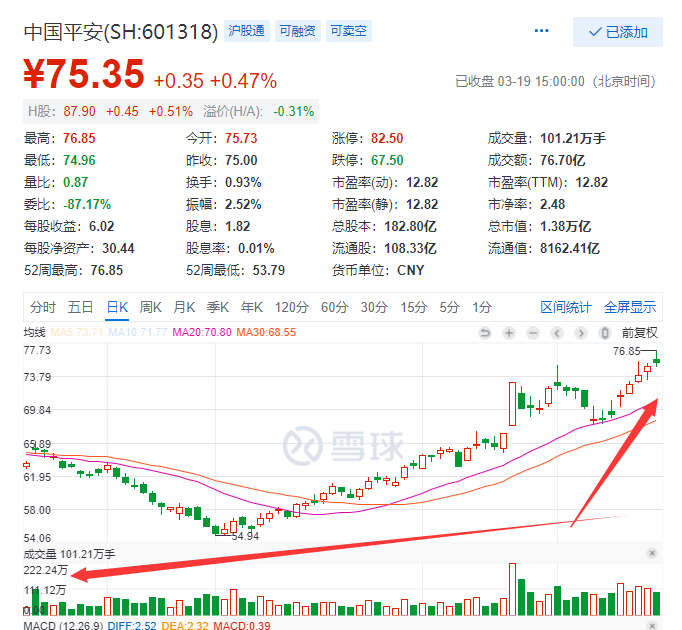 中国平安(SH:601318) 沪股通 可融资 可卖空 ... 已添加
¥75.35 +0.35 +0.47% 已收盘 03-19 15:00:00（北京时间）
H股： 87.90 +0.45 +0.51% 溢价(H/A): -0.31%
最高：76.85 今开：75.73 涨停：82.50 成交量：101.21万手
最低：74.96 昨收：75.00 跌停：67.50 成交额：76.70亿
量比：0.87 换手：0.93% 市盈率(动)：12.82 市盈率(TTM)：12.82
委比：-87.17% 振幅：2.52% 市盈率(静)：12.82 市净率：2.48
每股收益：6.02 股息：1.82 总股本：182.80亿 总市值：1.38万亿
每股净资产：30.44 股息率：0.01% 流通股：108.33亿 流通值：8162.41亿
52周最高：76.85 52周最低：53.79 货币单位：CNY
分时 五日 日K 周K 月K 季K 年K 120分 60分 30分 15分 5分 1分 区间统计 全屏显示
均线 MA5:73.71 MA10:71.77 MA20:70.80 MA30:68.55 前复权
77.73
76.85
73.79
69.84
65.89
雪球
61.95
58.00
54.06
54.94
成交量 101.21万手
222.24万
111.12万
0.00
MACD (12,26,9) DIFF:2.52 DEA:2.32 MACD:0.39